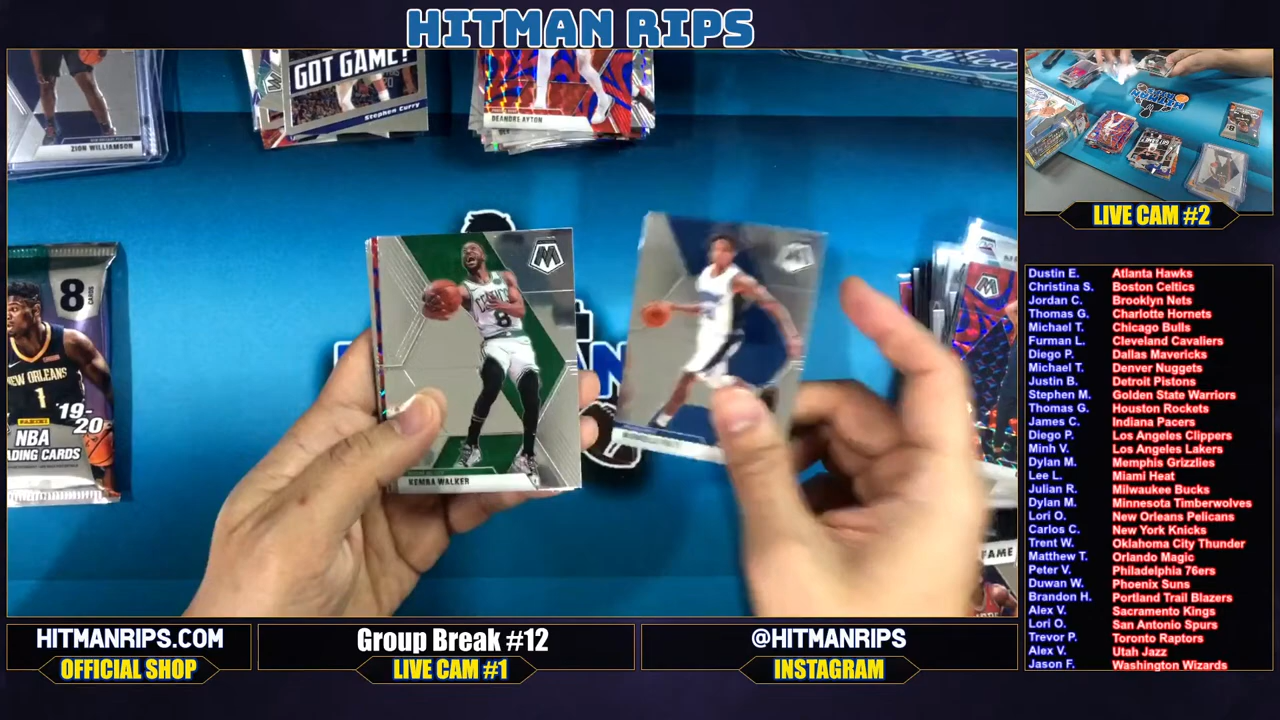 HITMAN RIPS
GOT GAME?
Stephen Curry
DEANDRE AYTON
ZION WILLIAMSON
8
CARDS
NEW ORLEANS
1
PANINI
19-
20
NBA
ADING CARDS
M
CELTICS
8
KEMBA WALKER
M
M
FAME
LIVE CAM #2
Dustin E. Atlanta Hawks
Christina S. Boston Celtics
Jordan C. Brooklyn Nets
Thomas G. Charlotte Hornets
Michael T. Chicago Bulls
Furman L. Cleveland Cavaliers
Diego P. Dallas Mavericks
Michael T. Denver Nuggets
Justin B. Detroit Pistons
Stephen M. Golden State Warriors
Thomas G. Houston Rockets
James C. Indiana Pacers
Diego P. Los Angeles Clippers
Minh V. Los Angeles Lakers
Dylan M. Memphis Grizzlies
Lee L. Miami Heat
Julian R. Milwaukee Bucks
Dylan M. Minnesota Timberwolves
Lori O. New Orleans Pelicans
Carlos C. New York Knicks
Trent W. Oklahoma City Thunder
Matthew T. Orlando Magic
Peter V. Philadelphia 76ers
Duwan W. Phoenix Suns
Brandon H. Portland Trail Blazers
Alex V. Sacramento Kings
Lori O. San Antonio Spurs
Trevor P. Toronto Raptors
Alex V. Utah Jazz
Jason F. Washington Wizards
HITMANRIPS.COM
OFFICIAL SHOP
Group Break #12
LIVE CAM #1
@HITMANRIPS
INSTAGRAM